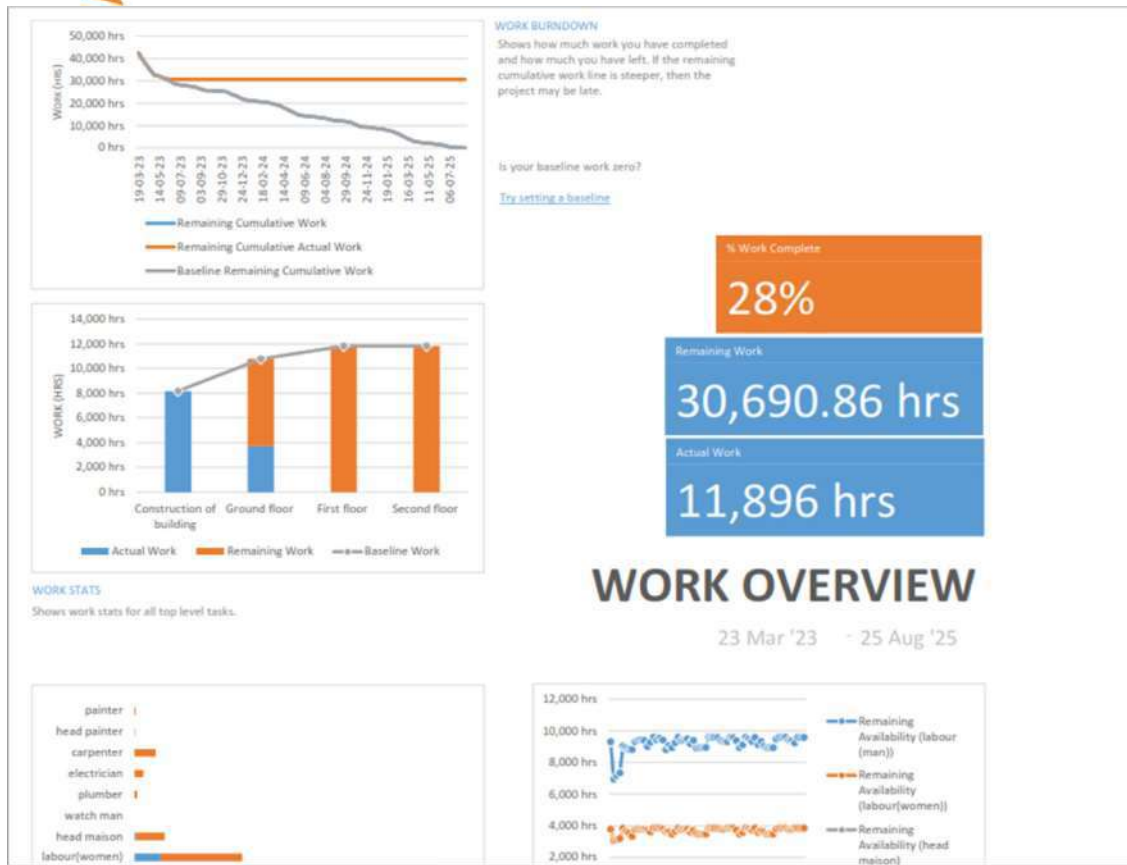 50,000 hrs
40,000 hrs
30,000 hrs
20,000 hrs
10,000 hrs
0 hrs
WORK (HRS)
19-03-23
14-05-23
09-07-23
03-09-23
29-10-23
24-12-23
18-02-24
14-04-24
09-06-24
04-08-24
29-09-24
24-11-24
19-01-25
16-03-25
11-05-25
06-07-25
Remaining Cumulative Work
Remaining Cumulative Actual Work
Baseline Remaining Cumulative Work
WORK BURNDOWN
Shows how much work you have completed
and how much you have left. If the remaining
cumulative work line is steeper, then the
project may be late.
Is your baseline work zero?
Try setting a baseline
% Work Complete
28%
Remaining Work
30,690.86 hrs
Actual Work
11,896 hrs
14,000 hrs
12,000 hrs
10,000 hrs
8,000 hrs
6,000 hrs
4,000 hrs
2,000 hrs
0 hrs
WORK (HRS)
Construction of
building
Ground floor
First floor
Second floor
Actual Work
Remaining Work
Baseline Work
WORK STATS
Shows work stats for all top level tasks.
WORK OVERVIEW
23 Mar '23 - 25 Aug '25
painter
head painter
carpenter
electrician
plumber
watch man
head maison
labour(women)
12,000 hrs
10,000 hrs
8,000 hrs
6,000 hrs
4,000 hrs
2,000 hrs
Remaining
Availability (labour
(man))
Remaining
Availability
(labour(women))
Remaining
Availability (head
maison)